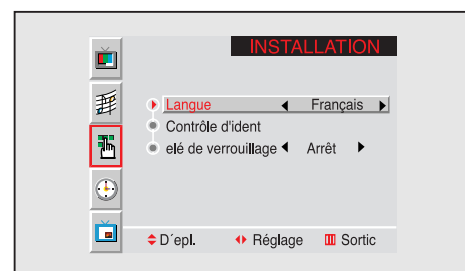 INSTALLATION
Langue Français
Contrôle d'ident
elé de verrouillage Arrêt
D´epl. Réglage Sortic